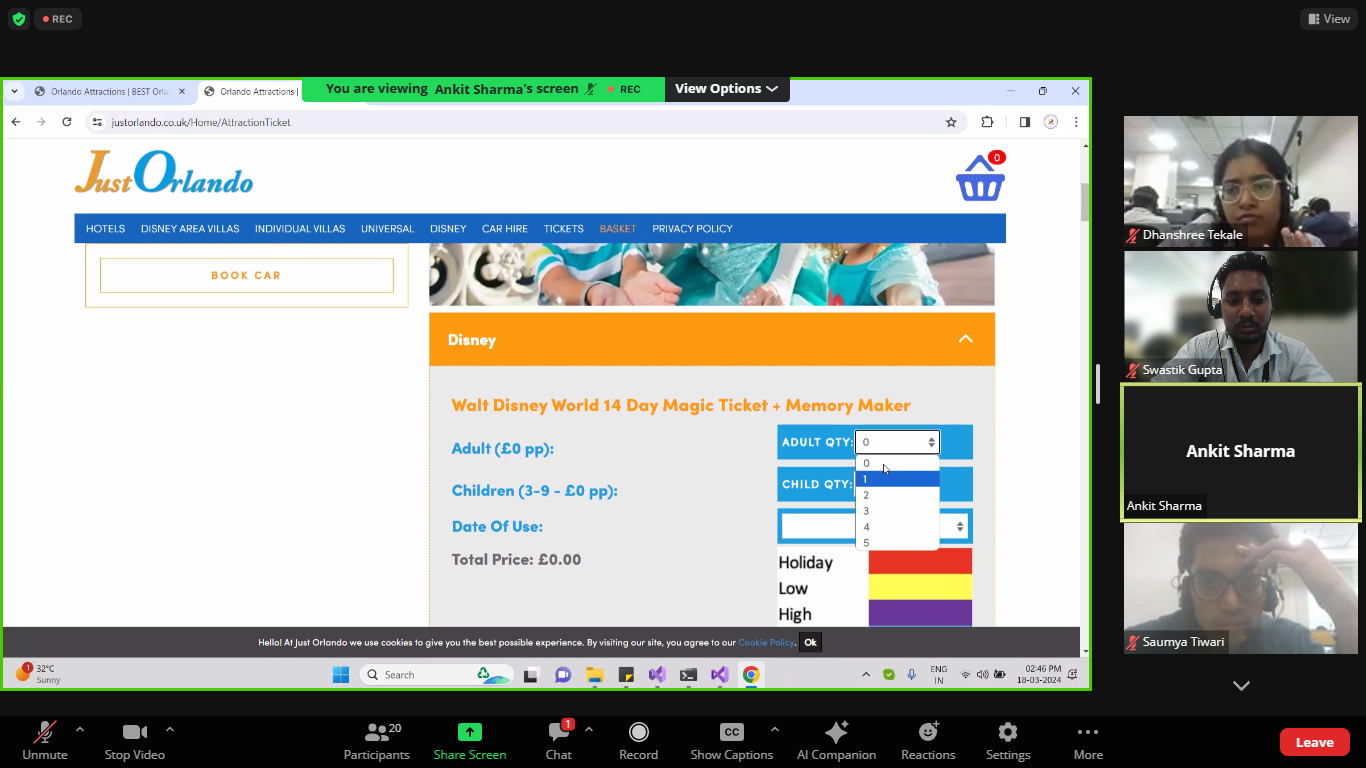 REC
View
Orlando Attractions | BEST Orla
Orlando Attractions |
You are viewing Ankit Sharma's screen
REC
View Options
justorlando.co.uk/Home/AttractionTicket
Just Orlando
0
HOTELS
DISNEY AREA VILLAS
INDIVIDUAL VILLAS
UNIVERSAL
DISNEY
CAR HIRE
TICKETS
BASKET
PRIVACY POLICY
BOOK CAR
Disney
Walt Disney World 14 Day Magic Ticket + Memory Maker
Adult (£0 pp):
ADULT QTY: 0
0
1
2
3
4
5
Children (3-9 - £0 pp):
CHILD QTY:
Date Of Use:
Total Price: £0.00
Holiday
Low
High
Hello! At Just Orlando we use cookies to give you the best possible experience. By visiting our site, you agree to our Cookie Policy.
Ok
1
32°C
Sunny
Search
ENG
IN
02:46 PM
18-03-2024
Dhanshree Tekale
Swastik Gupta
Ankit Sharma
Ankit Sharma
Saumya Tiwari
Unmute
Stop Video
20
Participants
Share Screen
1
Chat
Record
CC
Show Captions
AI Companion
Reactions
Settings
More
Leave